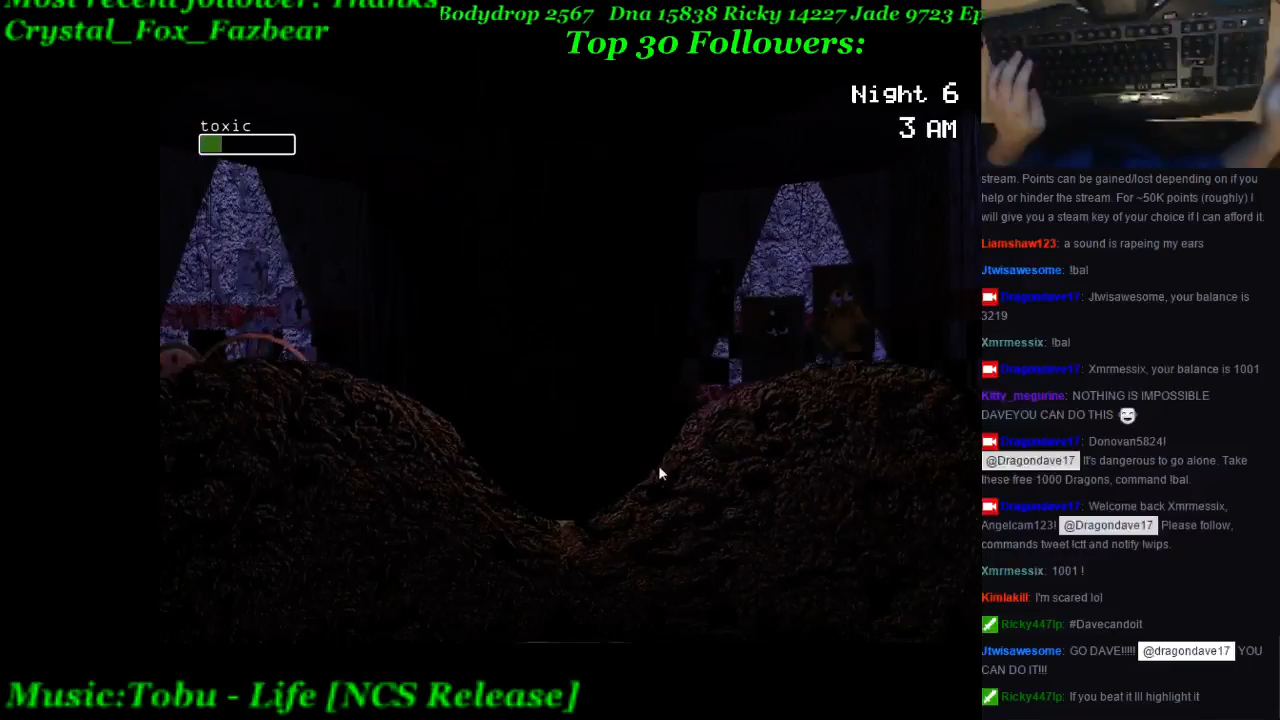 Most recent follower: Thanks
Crystal_Fox_Fazbear
Bodydrop 2567 Dna 15838 Ricky 14227 Jade 9723 Ep
Top 30 Followers:
Night 6
3 AM
toxic
stream. Points can be gained/lost depending on if you
help or hinder the stream. For ~50K points (roughly) I
will give you a steam key of your choice if I can afford it.
Liamshaw123: a sound is rapeing my ears
Jtwisawesome: !bal
Dragondave17: Jtwisawesome, your balance is
3219
Xmrmessix: !bal
Dragondave17: Xmrmessix, your balance is 1001
Kitty_megurine: NOTHING IS IMPOSSIBLE
DAVEYOU CAN DO THIS
Dragondave17: Donovan5824!
@Dragondave17 It's dangerous to go alone. Take
these free 1000 Dragons, command !bal.
Dragondave17: Welcome back Xmrmessix,
Angelcam123! @Dragondave17 Please follow,
commands tweet !ctt and notify !wips.
Xmrmessix: 1001 !
Kimlakill: I'm scared lol
Ricky447lp: #Davecandoit
Jtwisawesome: GO DAVE!!!!! @dragondave17 YOU
CAN DO IT!!!
Ricky447lp: If you beat it Ill highlight it
Music:Tobu - Life [NCS Release]